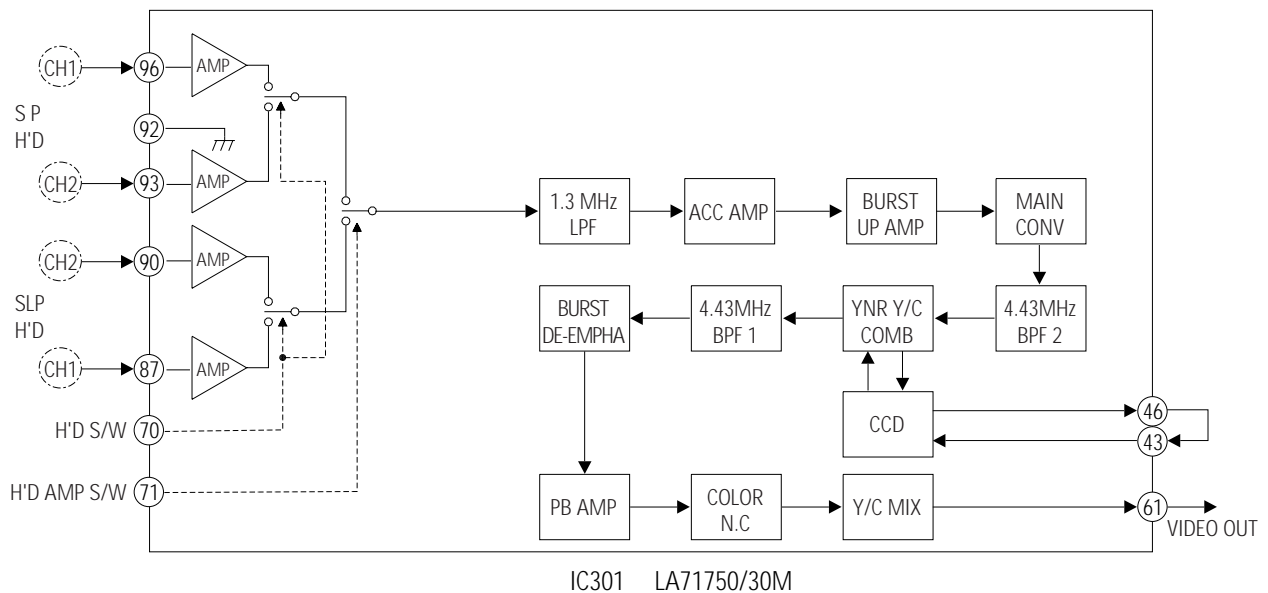 CH1
96
AMP
S P
H'D
92
CH2
93
AMP
CH2
90
AMP
SLP
H'D
CH1
87
AMP
H'D S/W
70
H'D AMP S/W
71
1.3 MHz
LPF
ACC AMP
BURST
UP AMP
MAIN
CONV
BURST
DE-EMPHA
4.43MHz
BPF 1
YNR Y/C
COMB
4.43MHz
BPF 2
CCD
46
43
PB AMP
COLOR
N.C
Y/C MIX
61
VIDEO OUT
IC301 LA71750/30M